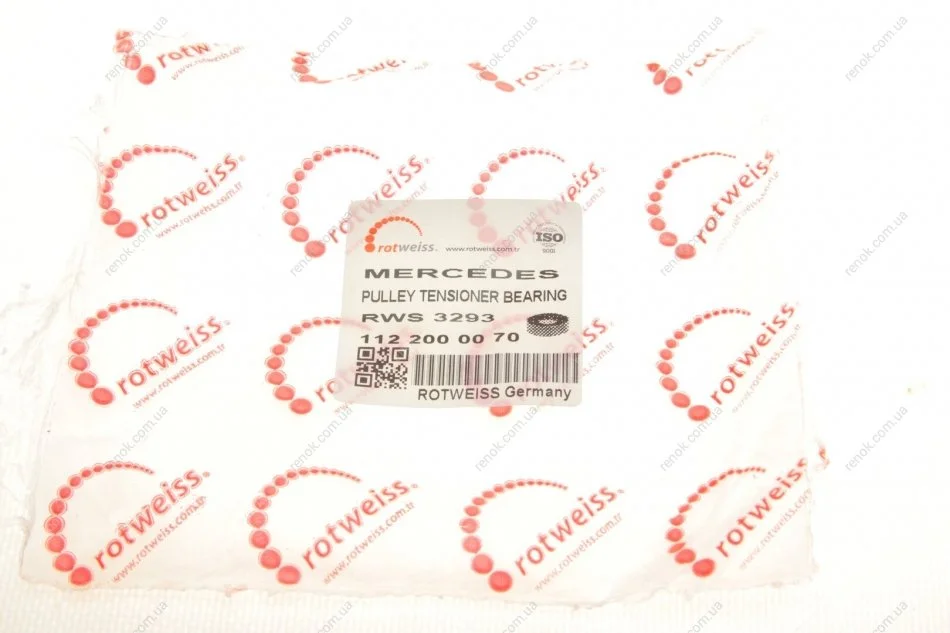 rotweiss.
www.rotweiss.com.tr
ISO
9001
MERCEDES
PULLEY TENSIONER BEARING
RWS 3293
112 200 00 70
ROTWEISS Germany
rotweiss.
www.rotweiss.com.tr
renok.com.ua